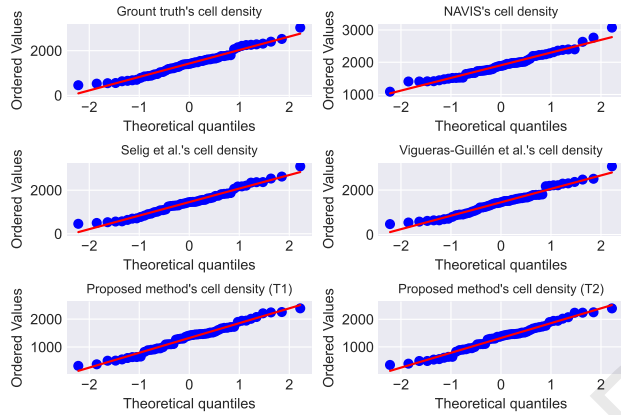 Grount truth's cell density
Ordered Values
2000
0
−2 −1 0 1 2
Theoretical quantiles
NAVIS's cell density
Ordered Values
3000
2000
1000
−2 −1 0 1 2
Theoretical quantiles
Selig et al.'s cell density
Ordered Values
2000
0
−2 −1 0 1 2
Theoretical quantiles
Vigueras-Guillén et al.'s cell density
Ordered Values
2000
0
−2 −1 0 1 2
Theoretical quantiles
Proposed method's cell density (T1)
Ordered Values
2000
1000
−2 −1 0 1 2
Theoretical quantiles
Proposed method's cell density (T2)
Ordered Values
2000
1000
−2 −1 0 1 2
Theoretical quantiles